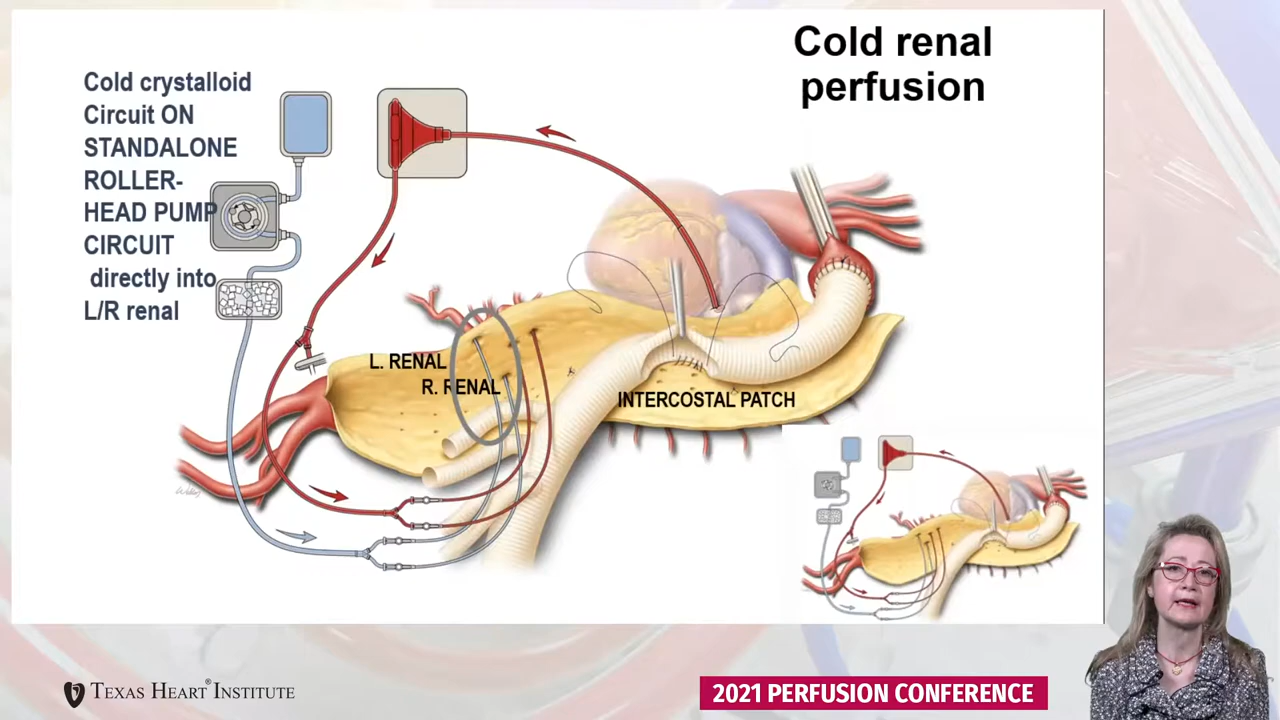 Cold renal
perfusion
Cold crystalloid
Circuit ON
STANDALONE
ROLLER-
HEAD PUMP
CIRCUIT
directly into
L/R renal
L. RENAL
R. RENAL
INTERCOSTAL PATCH
TEXAS HEART® INSTITUTE
2021 PERFUSION CONFERENCE